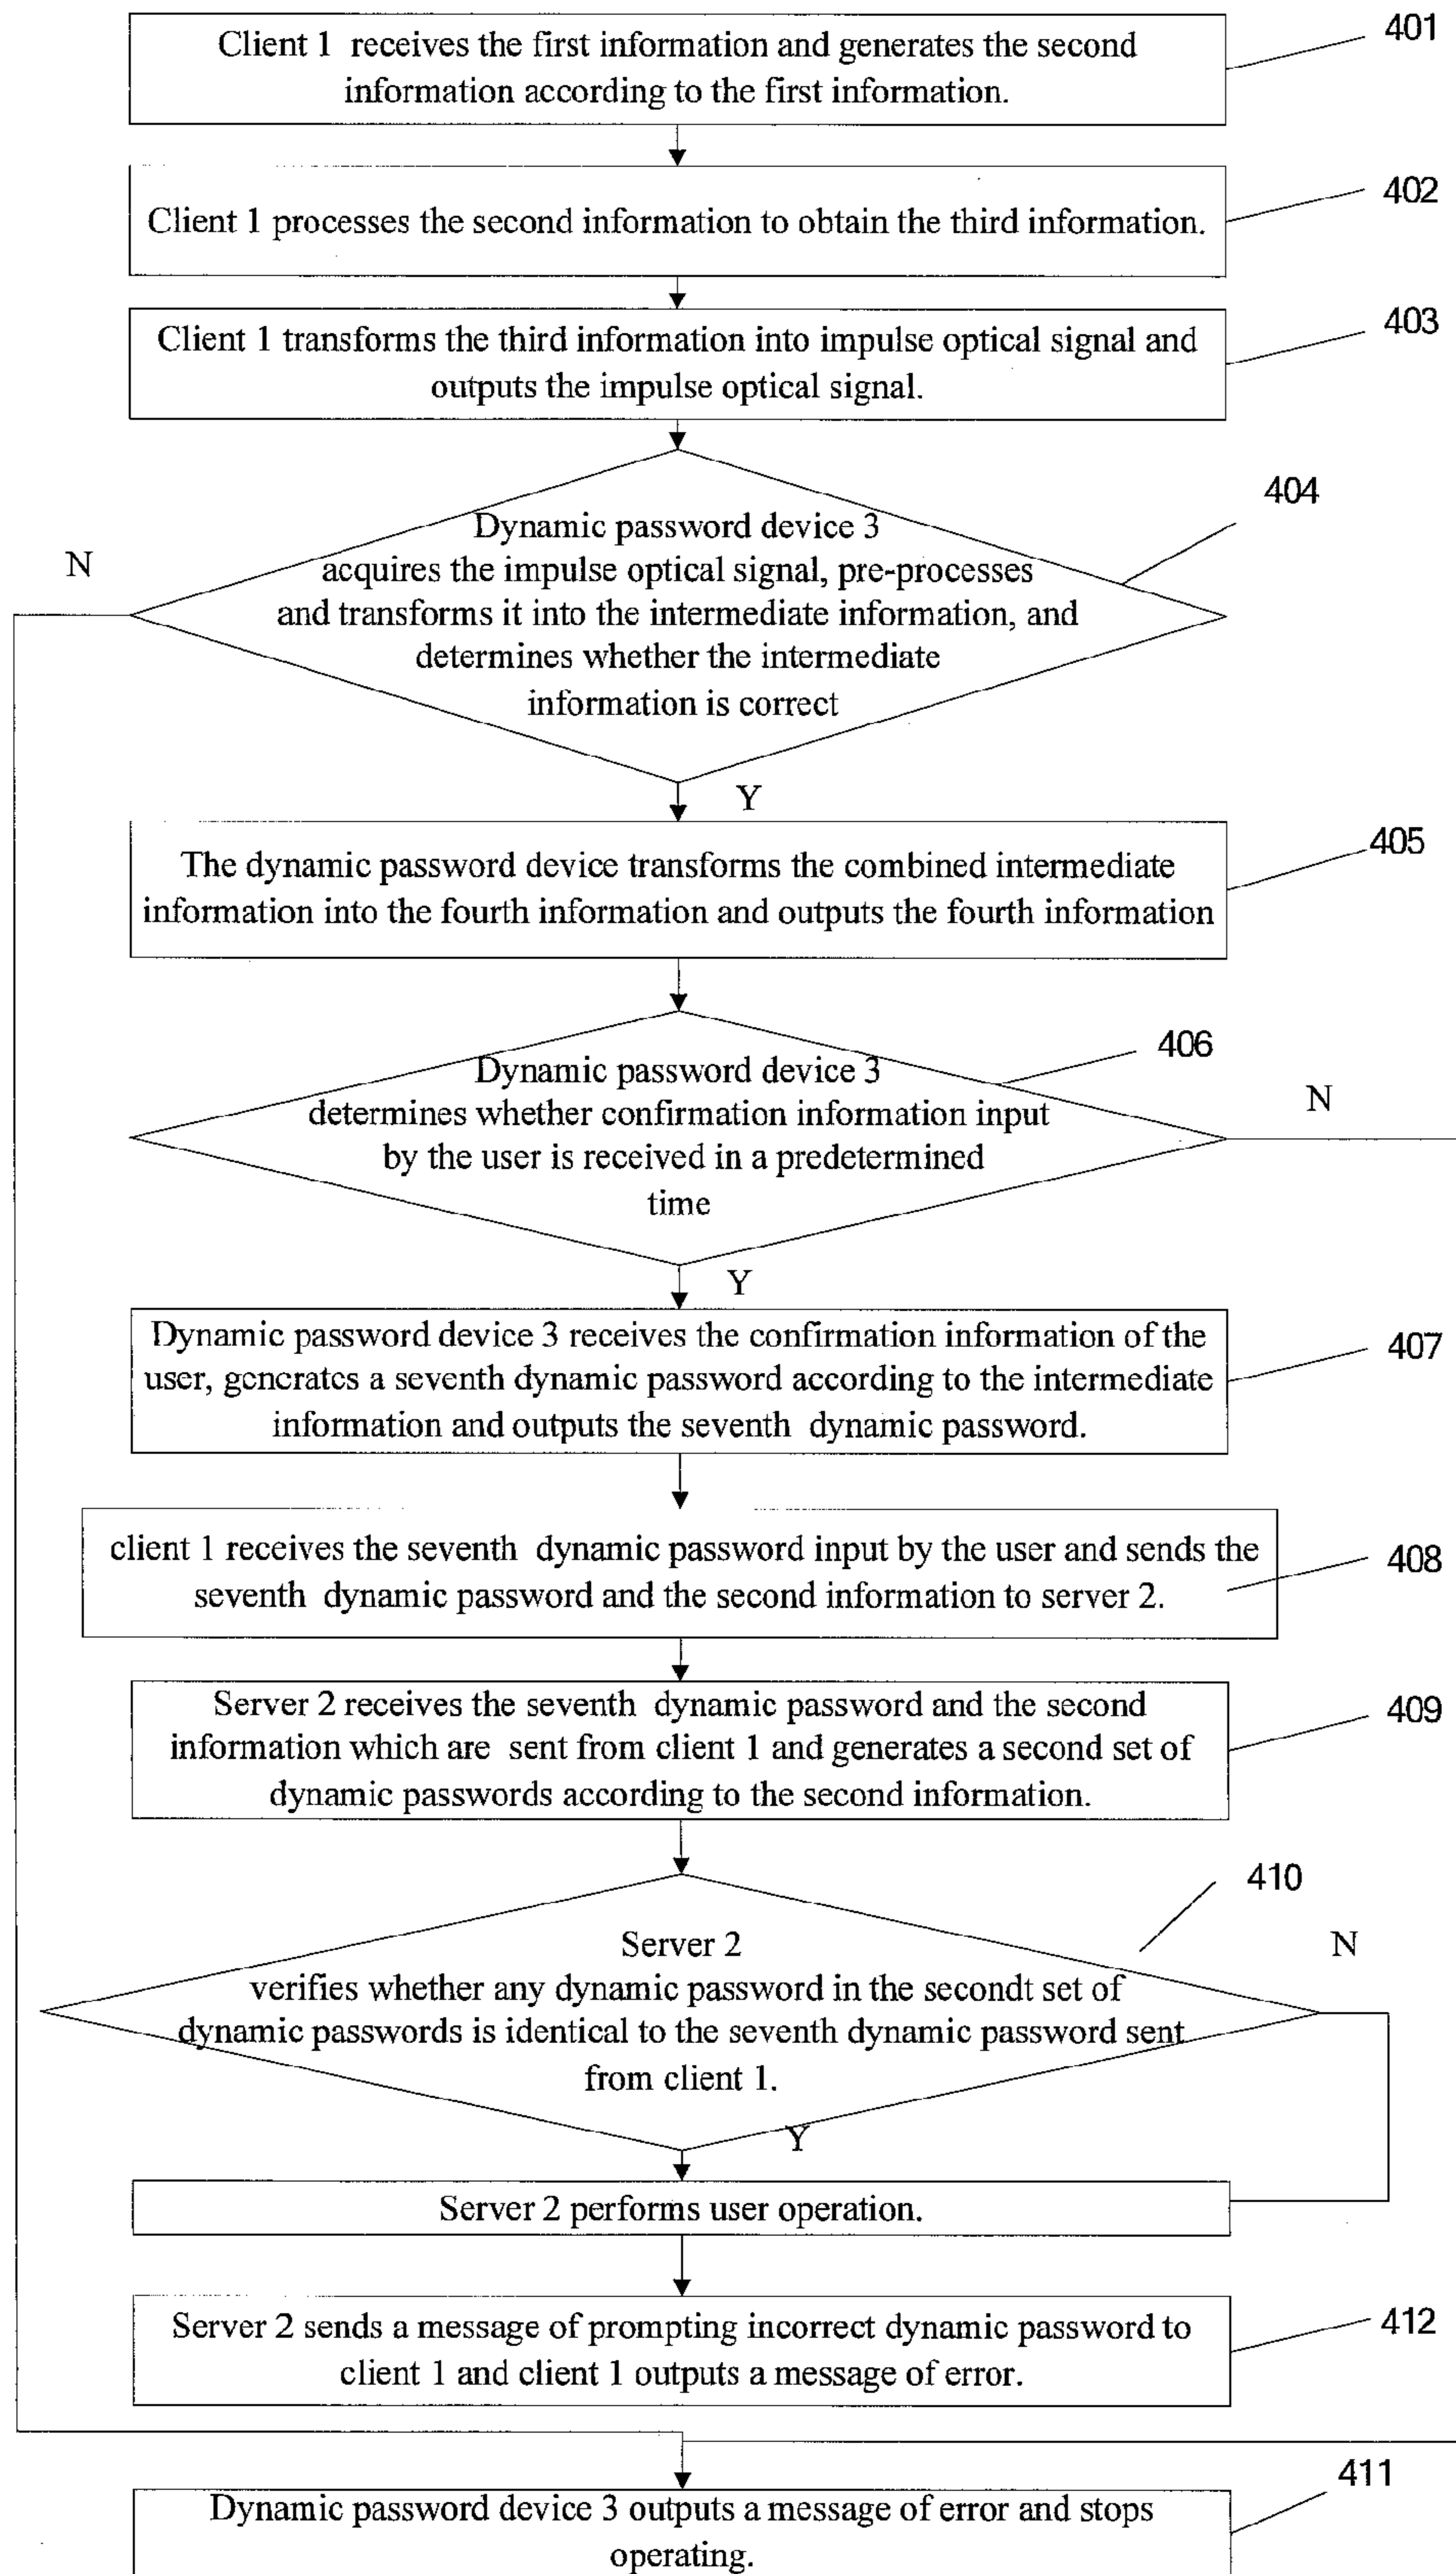 Client 1 receives the first information and generates the second
information according to the first information.
401
Client 1 processes the second information to obtain the third information.
402
Client 1 transforms the third information into impulse optical signal and
outputs the impulse optical signal.
403
Dynamic password device 3
acquires the impulse optical signal, pre-processes
and transforms it into the intermediate information, and
determines whether the intermediate
information is correct
404
N
Y
The dynamic password device transforms the combined intermediate
information into the fourth information and outputs the fourth information
405
Dynamic password device 3
determines whether confirmation information input
by the user is received in a predetermined
time
406
N
Y
Dynamic password device 3 receives the confirmation information of the
user, generates a seventh dynamic password according to the intermediate
information and outputs the seventh dynamic password.
407
client 1 receives the seventh dynamic password input by the user and sends the
seventh dynamic password and the second information to server 2.
408
Server 2 receives the seventh dynamic password and the second
information which are sent from client 1 and generates a second set of
dynamic passwords according to the second information.
409
Server 2
verifies whether any dynamic password in the secondt set of
dynamic passwords is identical to the seventh dynamic password sent
from client 1.
410
N
Y
Server 2 performs user operation.
Server 2 sends a message of prompting incorrect dynamic password to
client 1 and client 1 outputs a message of error.
412
Dynamic password device 3 outputs a message of error and stops
operating.
411